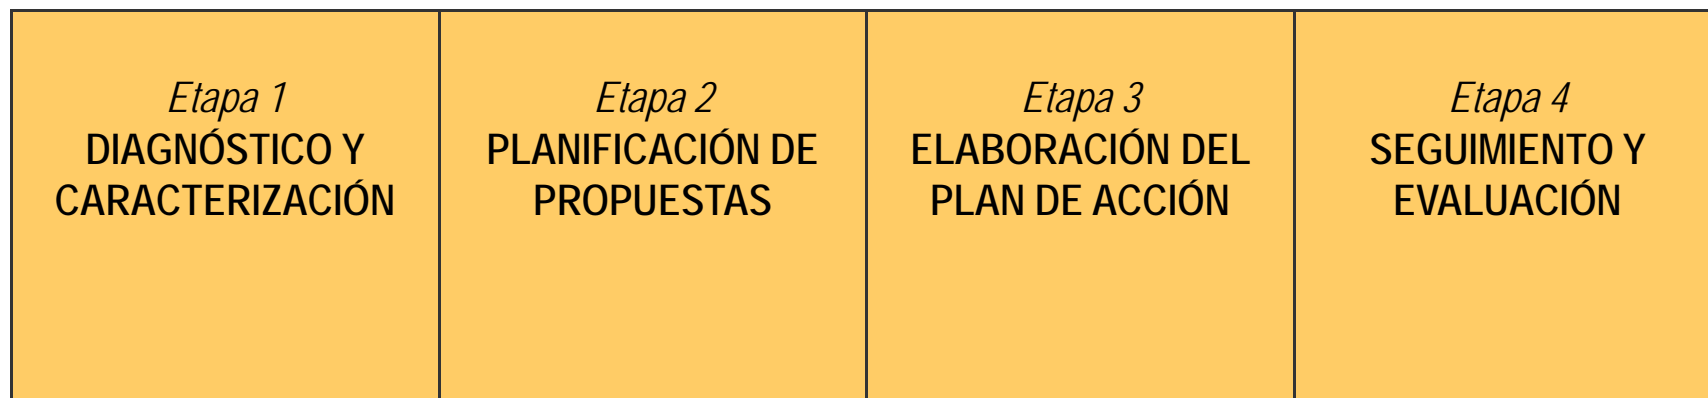 Etapa 1
DIAGNÓSTICO Y
CARACTERIZACIÓN
Etapa 2
PLANIFICACIÓN DE
PROPUESTAS
Etapa 3
ELABORACIÓN DEL
PLAN DE ACCIÓN
Etapa 4
SEGUIMIENTO Y
EVALUACIÓN